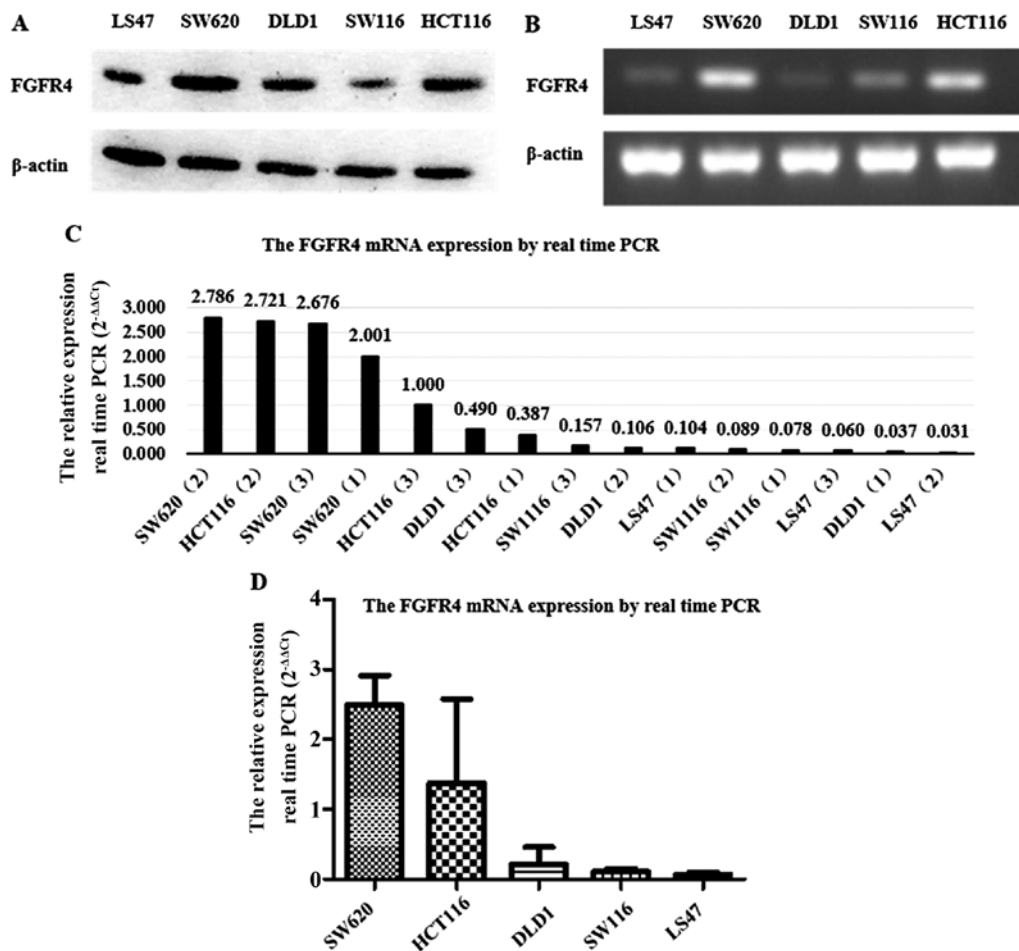 A
LS47 SW620 DLD1 SW116 HCT116
FGFR4
β-actin
B
LS47 SW620 DLD1 SW116 HCT116
FGFR4
β-actin
C
The FGFR4 mRNA expression by real time PCR
The relative expression
real time PCR (2-ΔΔCt)
3.000
2.500
2.000
1.500
1.000
0.500
0.000
2.786 2.721 2.676 2.001 1.000 0.490 0.387 0.157 0.106 0.104 0.089 0.078 0.060 0.037 0.031
SW620 (2)
HCT116 (2)
SW620 (3)
SW620 (1)
HCT116 (3)
DLD1 (3)
HCT116 (1)
SW1116 (3)
DLD1 (2)
LS47 (1)
SW1116 (2)
SW1116 (1)
LS47 (3)
DLD1 (1)
LS47 (2)
D
The FGFR4 mRNA expression by real time PCR
The relative expression
real time PCR (2-ΔΔCt)
4
3
2
1
0
SW620
HCT116
DLD1
SW116
LS47